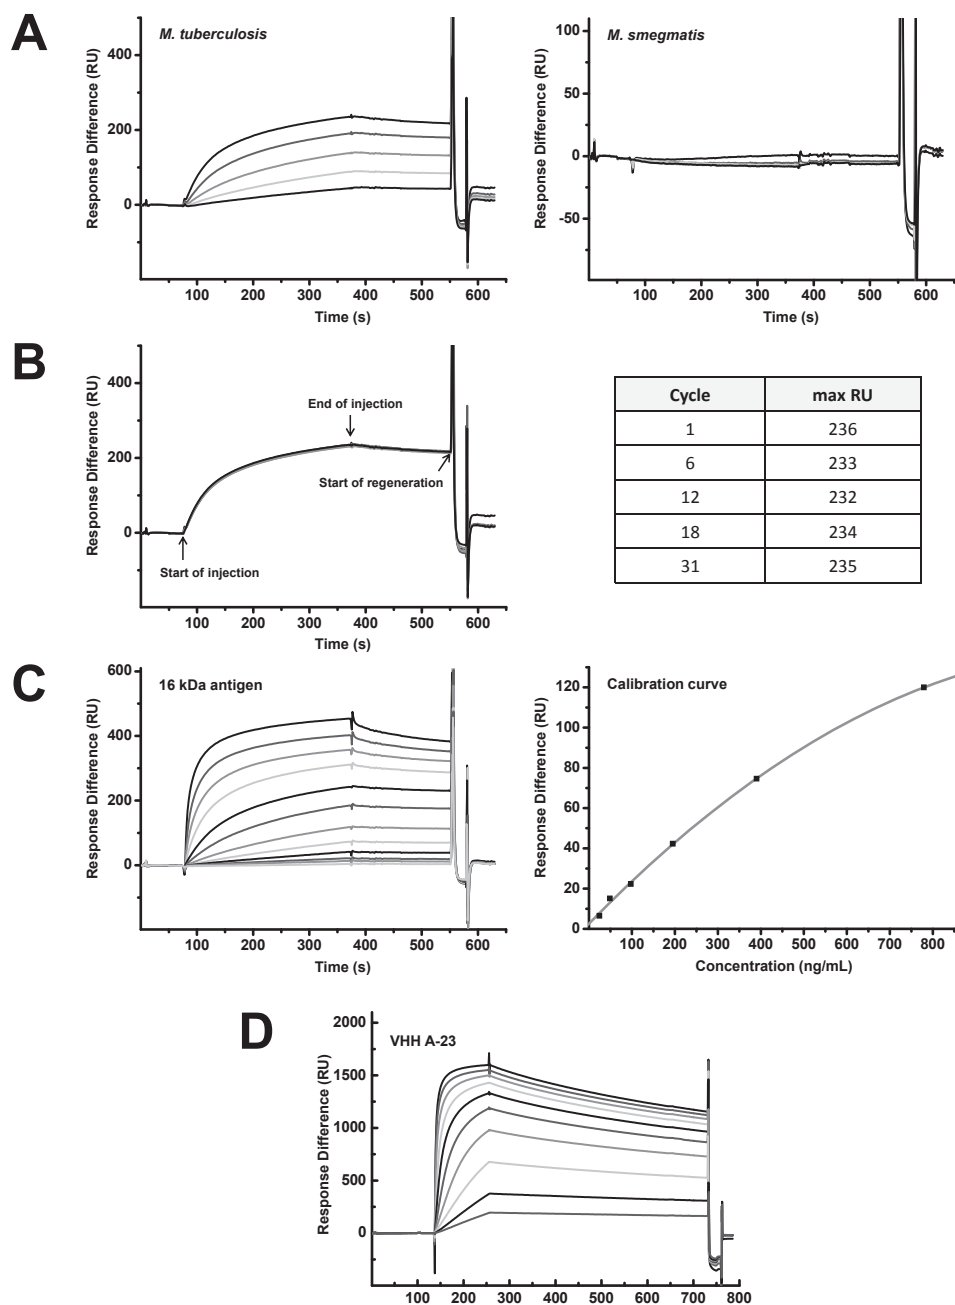 A
M. tuberculosis
Response Difference (RU)
400
200
0
100 200 300 400 500 600
Time (s)
M. smegmatis
Response Difference (RU)
100
50
0
-50
100 200 300 400 500 600
Time (s)
B
Response Difference (RU)
400
200
0
End of injection
Start of regeneration
Start of injection
100 200 300 400 500 600
Time (s)
Cycle max RU
1 236
6 233
12 232
18 234
31 235
C
16 kDa antigen
Response Difference (RU)
600
400
200
0
100 200 300 400 500 600
Time (s)
Calibration curve
Response Difference (RU)
120
100
80
60
40
20
0
100 200 300 400 500 600 700 800
Concentration (ng/mL)
D
VHH A-23
Response Difference (RU)
2000
1500
1000
500
0
100 200 300 400 500 600 700 800